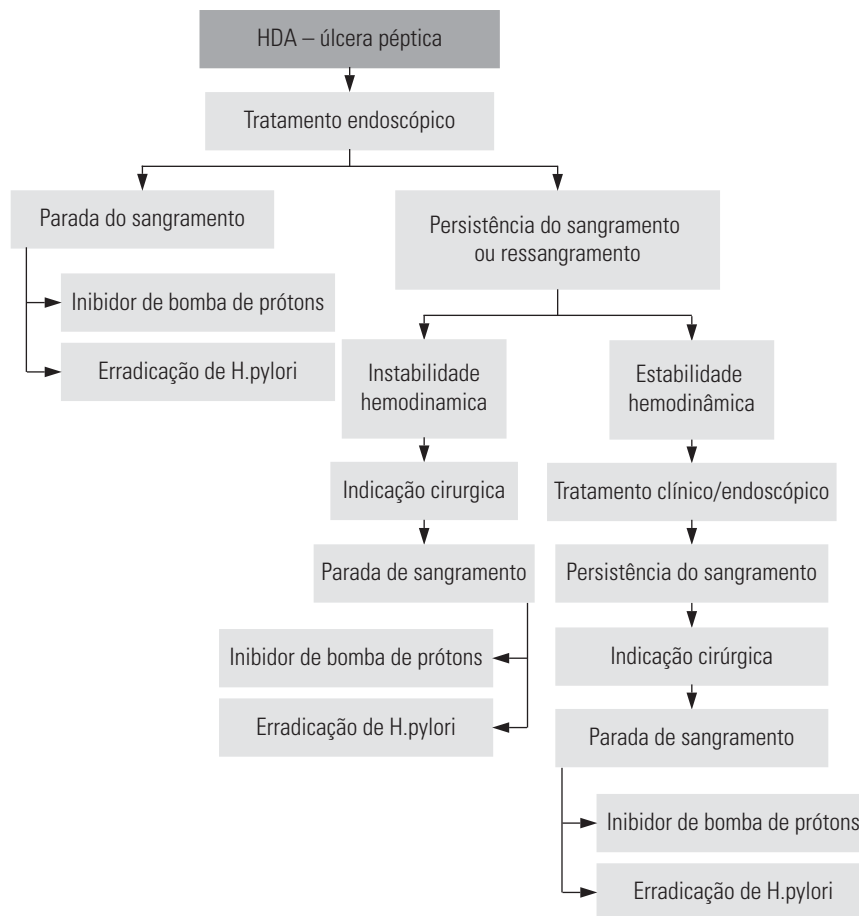 HDA – úlcera péptica
Tratamento endoscópico
Parada do sangramento
Inibidor de bomba de prótons
Erradicação de H.pylori
Persistência do sangramento
ou ressangramento
Instabilidade
hemodinamica
Indicação cirurgica
Parada de sangramento
Inibidor de bomba de prótons
Erradicação de H.pylori
Estabilidade
hemodinâmica
Tratamento clínico/endoscópico
Persistência do sangramento
Indicação cirúrgica
Parada de sangramento
Inibidor de bomba de prótons
Erradicação de H.pylori